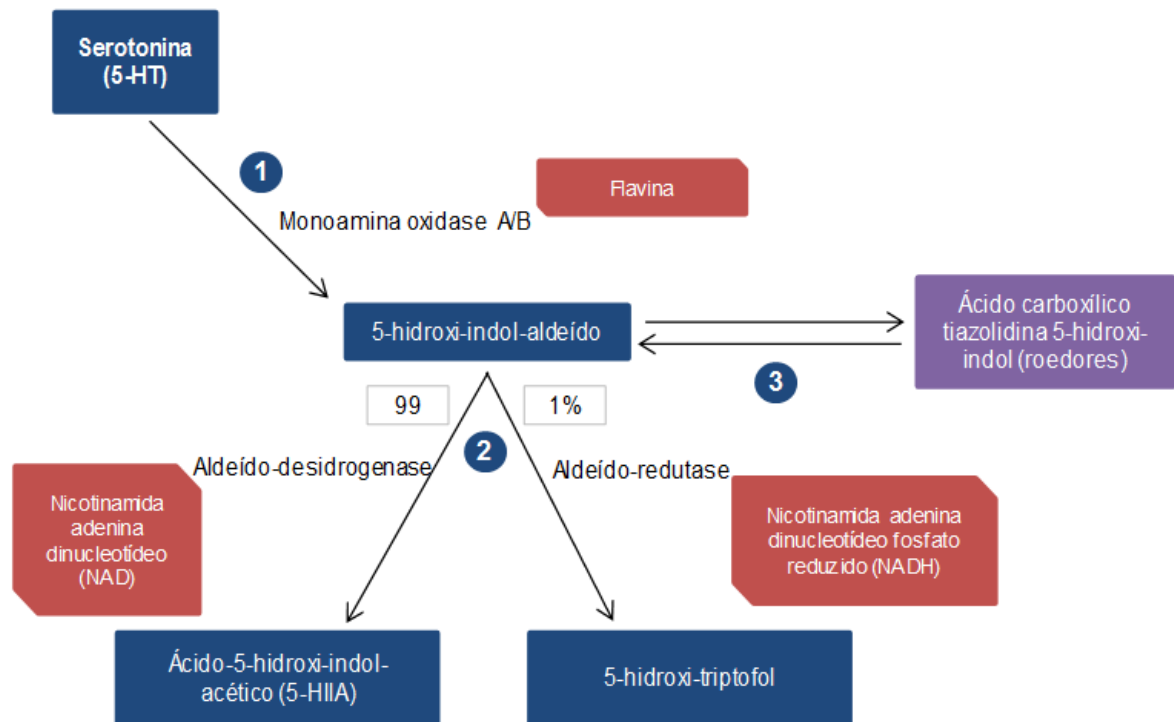 Serotonina
(5-HT)
1
Flavina
Monoamina oxidase A/B
5-hidroxi-indol-aldeído
Ácido carboxílico
tiazolidina 5-hidroxi-
indol (roedores)
3
99
1%
2
Aldeído-desidrogenase
Aldeído-redutase
Nicotinamida
adenina
dinucleotídeo
(NAD)
Nicotinamida adenina
dinucleotídeo fosfato
reduzido (NADH)
Ácido-5-hidroxi-indol-
acético (5-HIIA)
5-hidroxi-triptofol